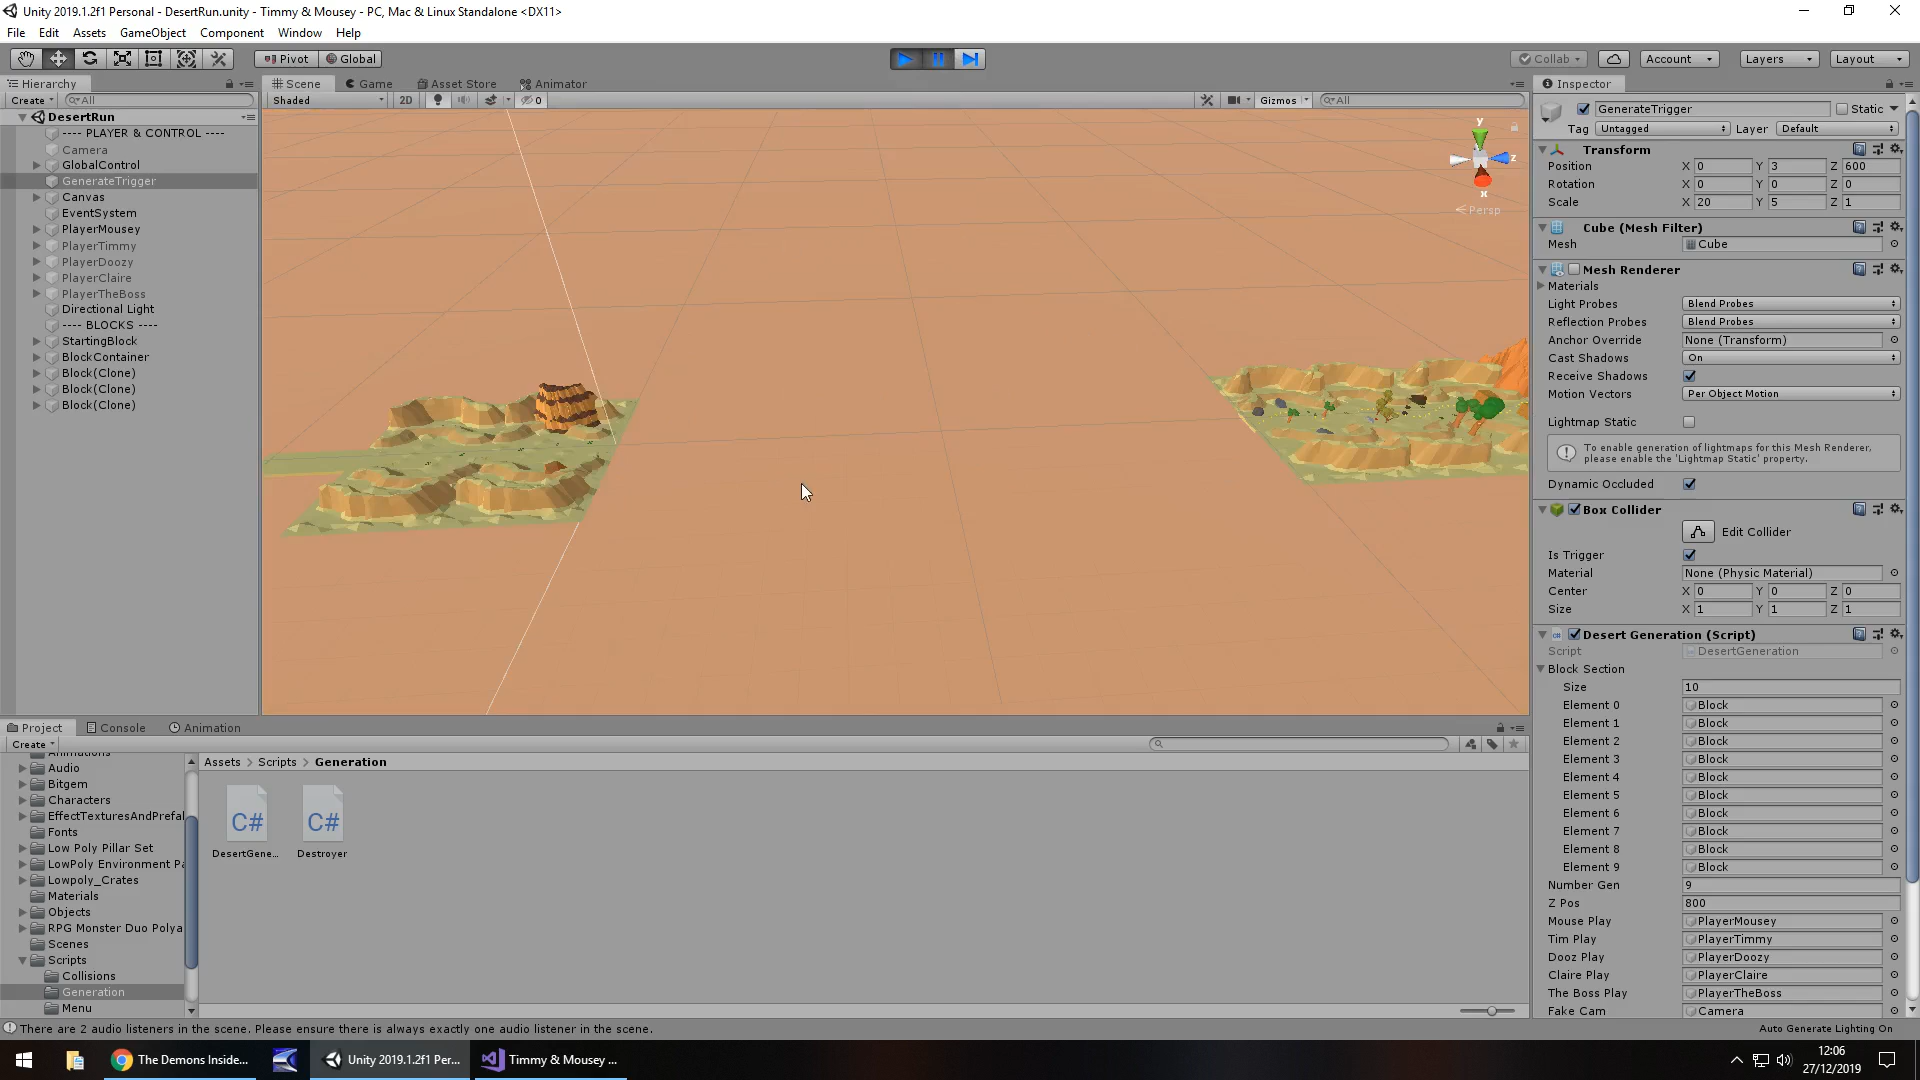 Unity 2019.1.2f1 Personal - DesertRun.unity - Timmy & Mousey - PC, Mac & Linux Standalone <DX11>
File Edit Assets GameObject Component Window Help
Pivot Global Collab Account Layers Layout
Hierarchy
Create All
DesertRun
---- PLAYER & CONTROL ----
Camera
GlobalControl
GenerateTrigger
Canvas
EventSystem
PlayerMousey
PlayerTimmy
PlayerDoozy
PlayerClaire
PlayerTheBoss
Directional Light
---- BLOCKS ----
StartingBlock
BlockContainer
Block(Clone)
Block(Clone)
Block(Clone)
Scene Game Asset Store Animator
Shaded 2D 0 Gizmos All
y
z
x
Persp
Inspector
GenerateTrigger Static
Tag Untagged Layer Default
Transform
Position X 0 Y 3 Z 600
Rotation X 0 Y 0 Z 0
Scale X 20 Y 5 Z 1
Cube (Mesh Filter)
Mesh Cube
Mesh Renderer
Materials
Light Probes Blend Probes
Reflection Probes Blend Probes
Anchor Override None (Transform)
Cast Shadows On
Receive Shadows
Motion Vectors Per Object Motion
Lightmap Static
To enable generation of lightmaps for this Mesh Renderer,
please enable the 'Lightmap Static' property.
Dynamic Occluded
Box Collider
Edit Collider
Is Trigger
Material None (Physic Material)
Center X 0 Y 0 Z 0
Size X 1 Y 1 Z 1
Desert Generation (Script)
Script DesertGeneration
Block Section
Size 10
Element 0 Block
Element 1 Block
Element 2 Block
Element 3 Block
Element 4 Block
Element 5 Block
Element 6 Block
Element 7 Block
Element 8 Block
Element 9 Block
Number Gen 9
Z Pos 800
Mouse Play PlayerMousey
Tim Play PlayerTimmy
Dooz Play PlayerDoozy
Claire Play PlayerClaire
The Boss Play PlayerTheBoss
Fake Cam Camera
Auto Generate Lighting On
Project Console Animation
Create
Animations
Audio
Bitgem
Characters
EffectTexturesAndPrefal
Fonts
Low Poly Pillar Set
LowPoly Environment Pa
Lowpoly_Crates
Materials
Objects
RPG Monster Duo Polya
Scenes
Scripts
Collisions
Generation
Menu
Assets > Scripts > Generation
C# C#
DesertGene... Destroyer
There are 2 audio listeners in the scene. Please ensure there is always exactly one audio listener in the scene.
The Demons Inside... Unity 2019.1.2f1 Per... Timmy & Mousey ...
12:06
27/12/2019